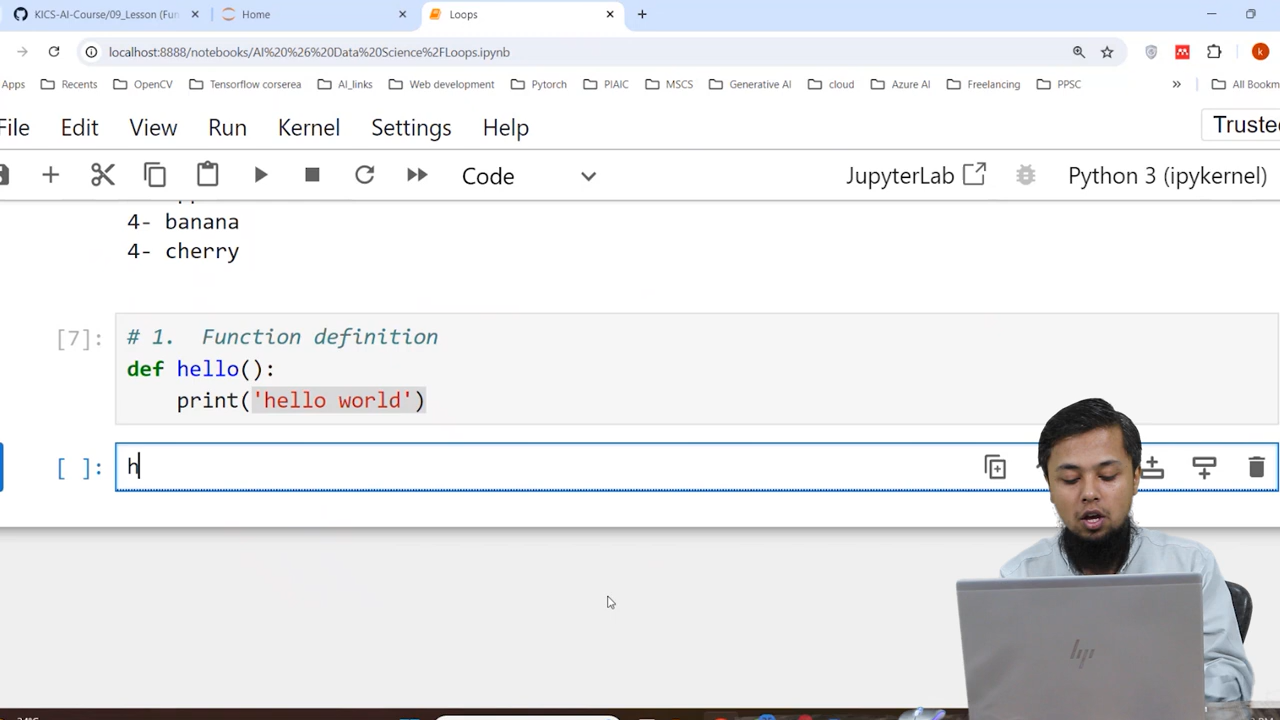 KICS-AI-Course/09_Lesson (Fun
Home
Loops
localhost:8888/notebooks/AI%20%26%20Data%20Science%2FLoops.ipynb
Apps Recents OpenCV Tensorflow corserea AI_links Web development Pytorch PIAIC MSCS Generative AI cloud Azure AI Freelancing PPSC » All Bookm
File Edit View Run Kernel Settings Help Truste
Code JupyterLab Python 3 (ipykernel)
4- banana
4- cherry
[7]: # 1. Function definition
def hello():
print('hello world')
[ ]: h
hp